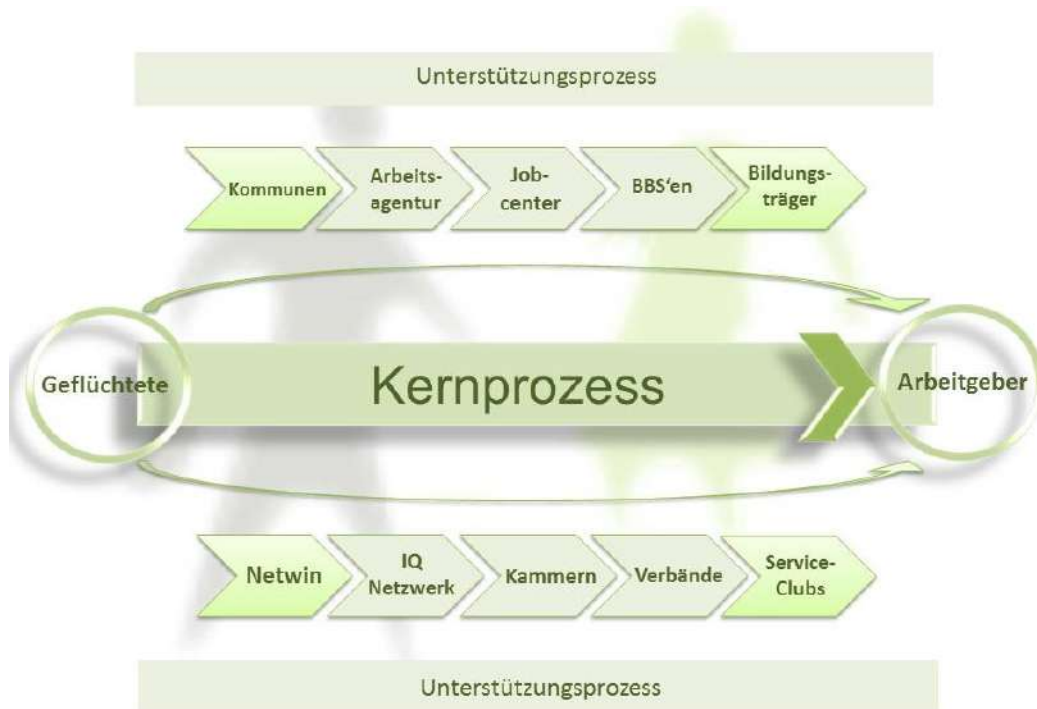 Unterstützungsprozess
Kommunen
Arbeits-
agentur
Job-
center
BBS‘en
Bildungs-
träger
Geflüchtete
Kernprozess
Arbeitgeber
Netwin
IQ
Netzwerk
Kammern
Verbände
Service-
Clubs
Unterstützungsprozess